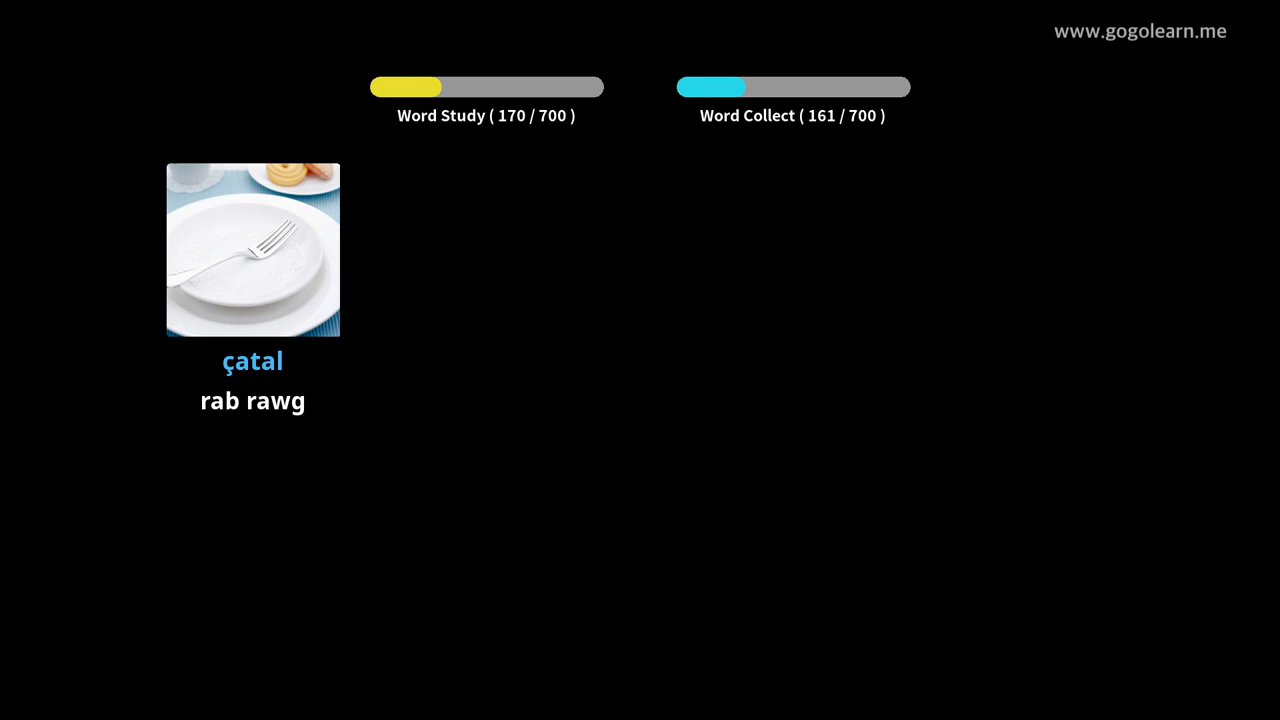 www.gogolearn.me
Word Study ( 170 / 700 )
Word Collect ( 161 / 700 )
çatal
rab rawg